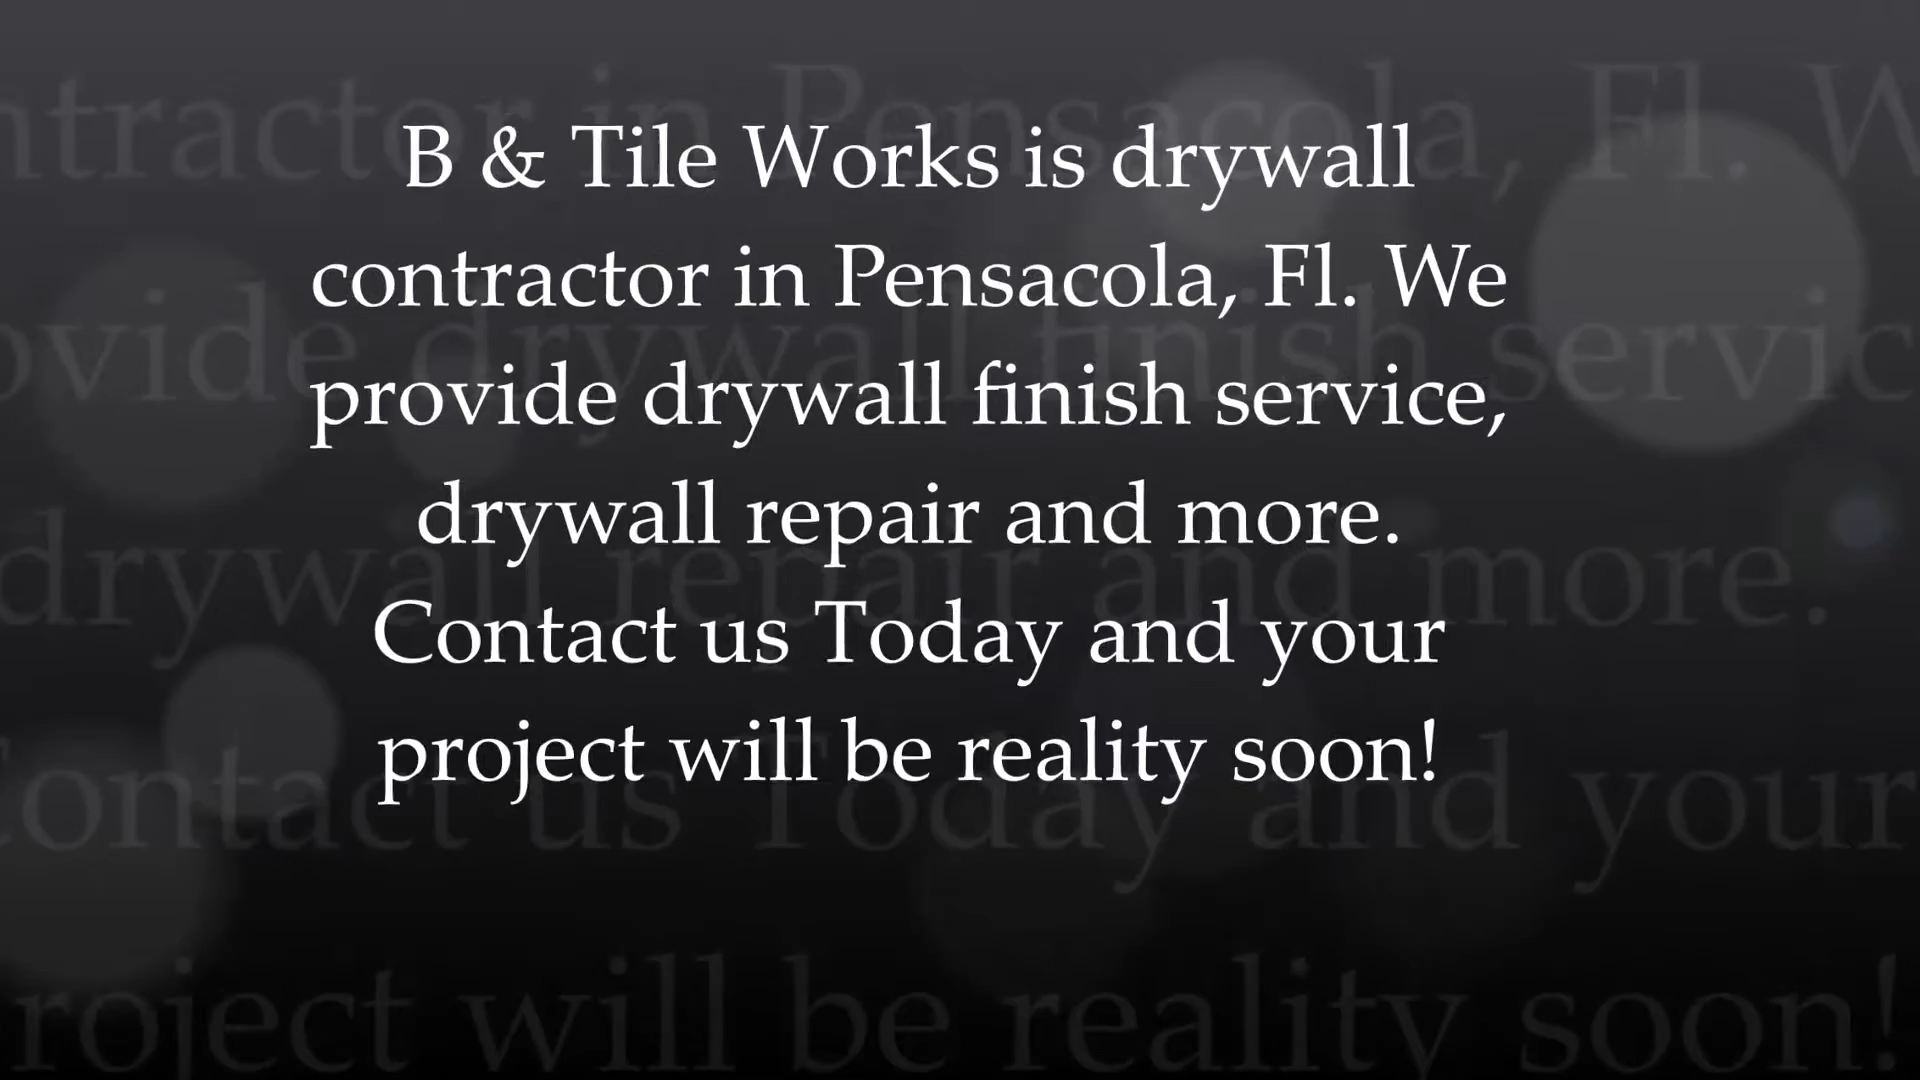 B & Tile Works is drywall
contractor in Pensacola, Fl. We
provide drywall finish service,
drywall repair and more.
Contact us Today and your
project will be reality soon!